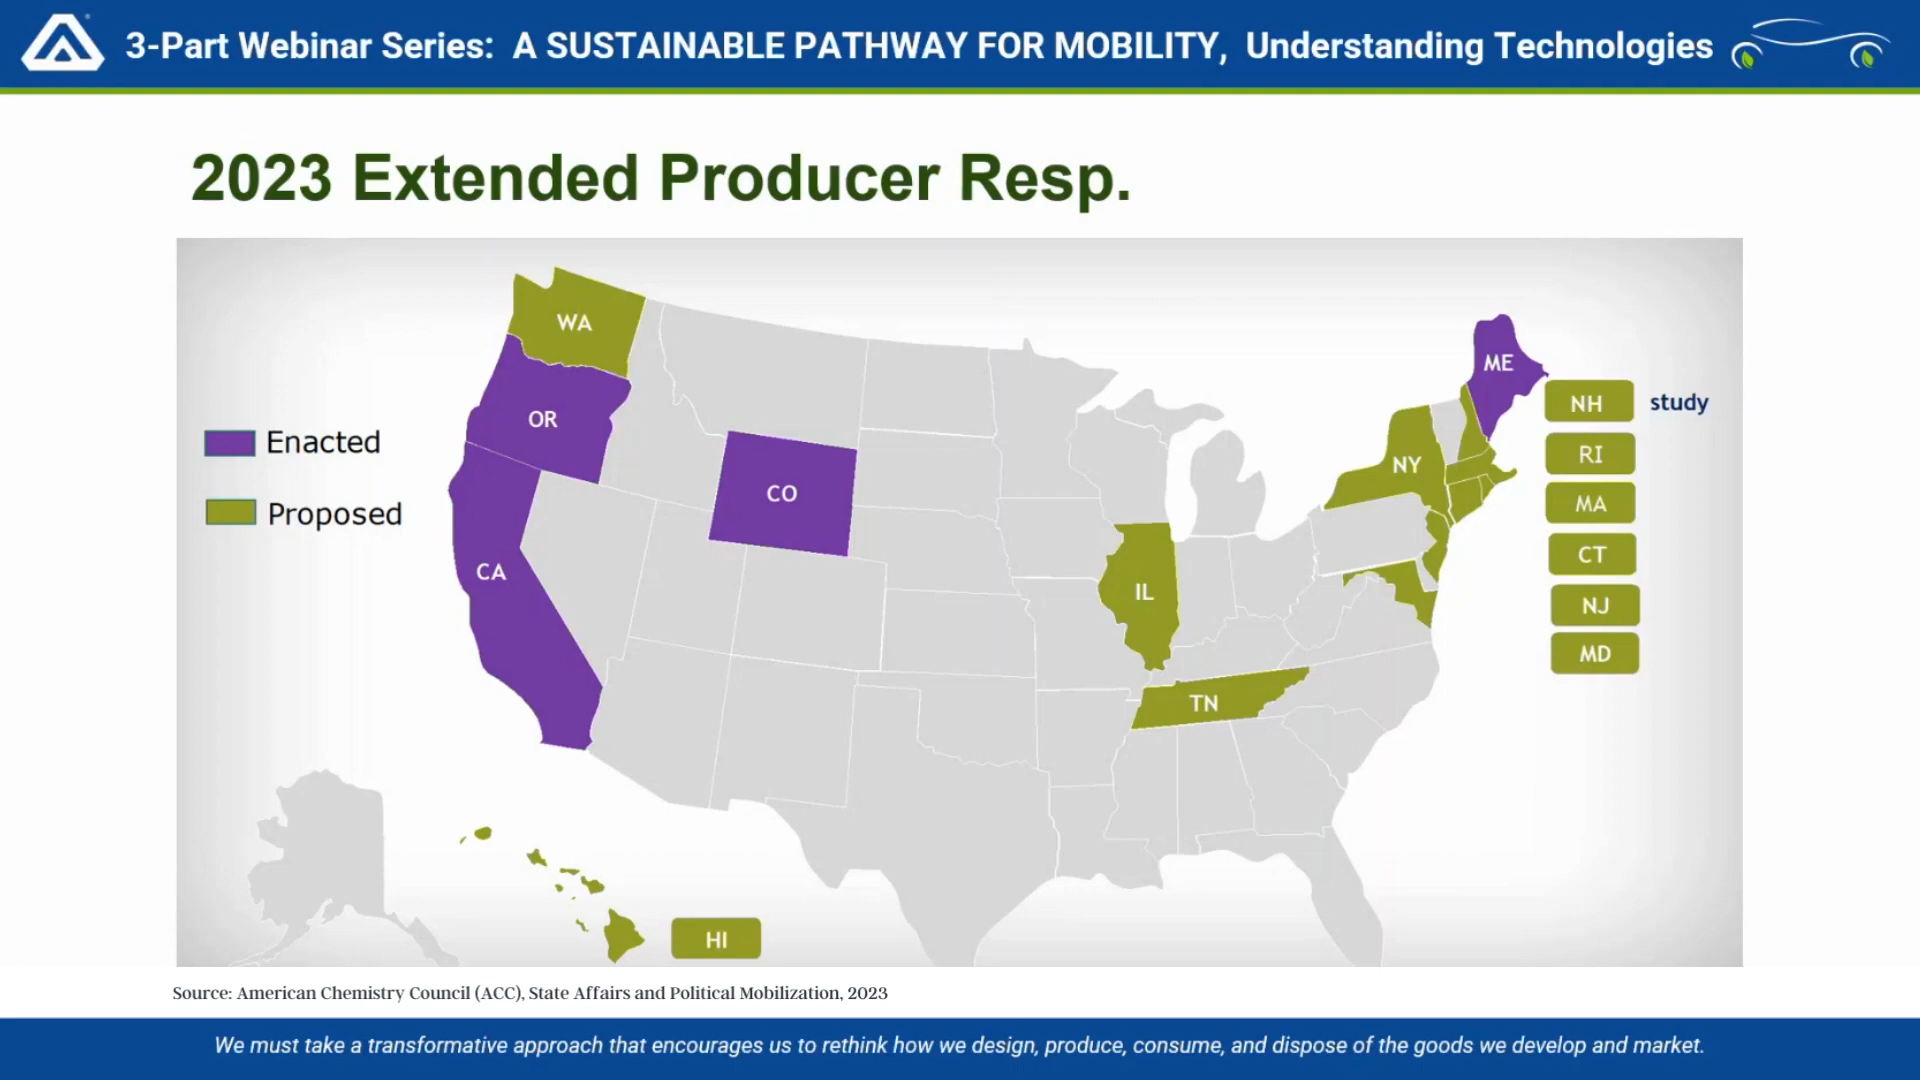 3-Part Webinar Series: A SUSTAINABLE PATHWAY FOR MOBILITY, Understanding Technologies
2023 Extended Producer Resp.
WA
ME
NH study
OR
Enacted
RI
NY
CO
MA
Proposed
CT
CA
IL
NJ
MD
TN
HI
Source: American Chemistry Council (ACC), State Affairs and Political Mobilization, 2023
We must take a transformative approach that encourages us to rethink how we design, produce, consume, and dispose of the goods we develop and market.